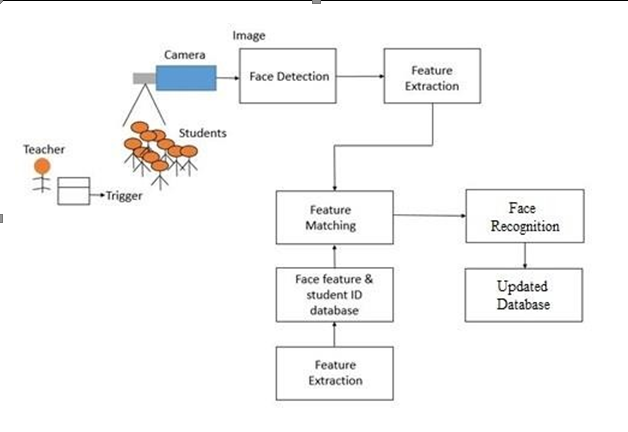 Image
Camera
Face Detection
Feature
Extraction
Students
Teacher
Trigger
Feature
Matching
Face
Recognition
Face feature &
student ID
database
Updated
Database
Feature
Extraction